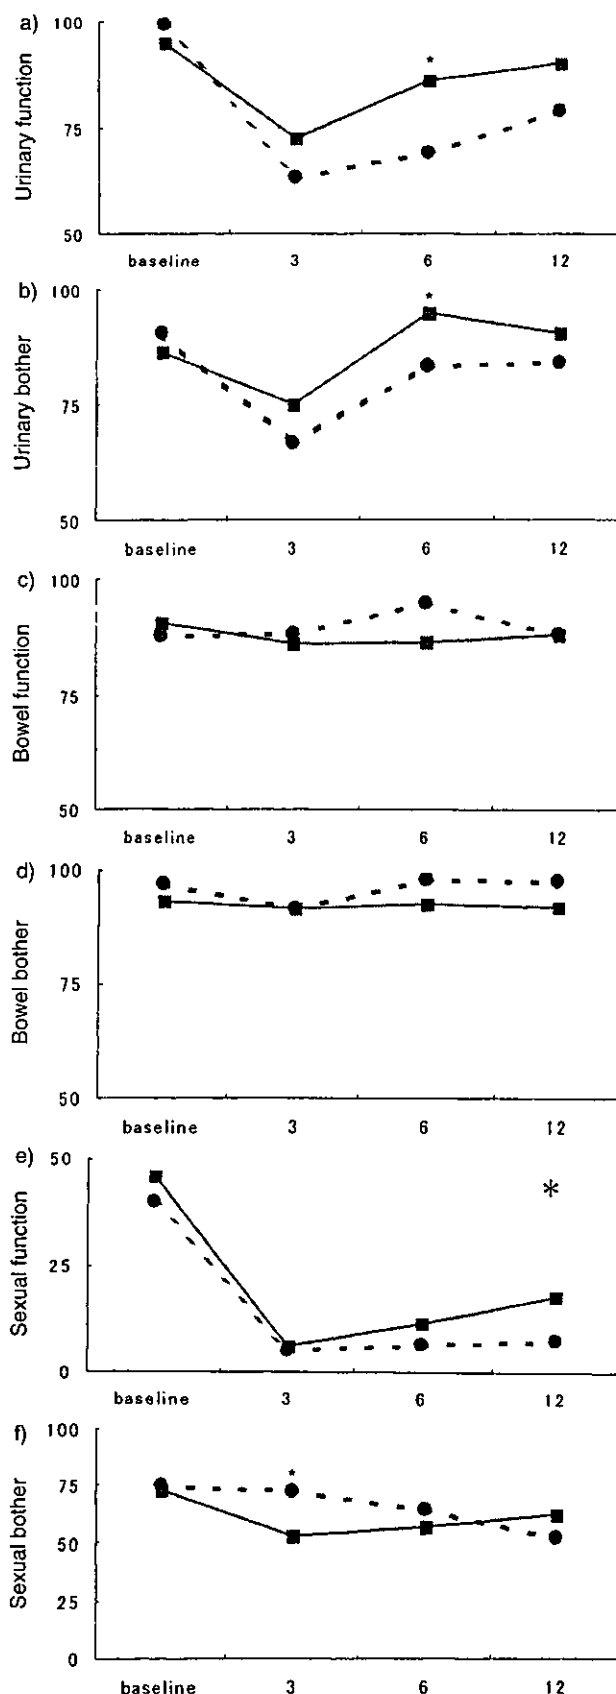 a)
Urinary function
100
75
50
*
baseline 3 6 12
b)
Urinary bother
100
75
50
*
baseline 3 6 12
c)
Bowel function
100
75
50
baseline 3 6 12
d)
Bowel bother
100
75
50
baseline 3 6 12
e)
Sexual function
50
25
0
*
baseline 3 6 12
f)
Sexual bother
100
75
50
25
0
*
baseline 3 6 12